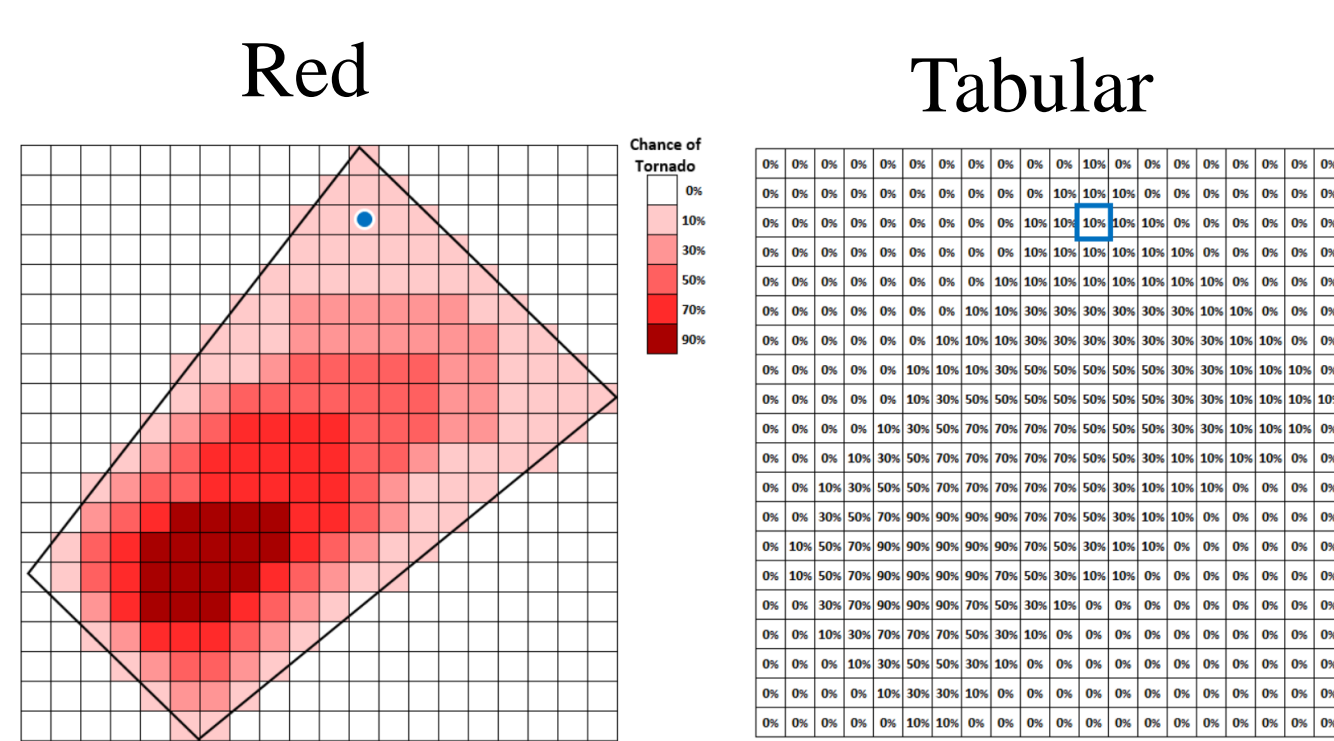 Red
Chance of
Tornado
0%
10%
30%
50%
70%
90%
Tabular
0% 0% 0% 0% 0% 0% 0% 0% 0% 0% 0% 10% 0% 0% 0% 0% 0% 0% 0% 0%
0% 0% 0% 0% 0% 0% 0% 0% 0% 0% 10% 10% 10% 0% 0% 0% 0% 0% 0% 0%
0% 0% 0% 0% 0% 0% 0% 0% 0% 10% 10% 10% 10% 10% 0% 0% 0% 0% 0% 0%
0% 0% 0% 0% 0% 0% 0% 0% 0% 10% 10% 10% 10% 10% 10% 0% 0% 0% 0% 0%
0% 0% 0% 0% 0% 0% 0% 0% 10% 10% 10% 10% 10% 10% 10% 10% 0% 0% 0% 0%
0% 0% 0% 0% 0% 0% 0% 10% 10% 30% 30% 30% 30% 30% 30% 10% 10% 0% 0% 0%
0% 0% 0% 0% 0% 0% 10% 10% 10% 30% 30% 30% 30% 30% 30% 30% 10% 10% 0% 0%
0% 0% 0% 0% 0% 10% 10% 10% 30% 50% 50% 50% 50% 50% 30% 30% 10% 10% 10% 0%
0% 0% 0% 0% 0% 10% 30% 50% 50% 50% 50% 50% 50% 50% 30% 30% 10% 10% 10% 10%
0% 0% 0% 0% 10% 30% 50% 70% 70% 70% 70% 50% 50% 50% 30% 30% 10% 10% 10% 0%
0% 0% 0% 10% 30% 50% 70% 70% 70% 70% 70% 50% 50% 30% 10% 10% 10% 10% 0% 0%
0% 0% 10% 30% 50% 50% 70% 70% 70% 70% 70% 50% 30% 10% 10% 10% 0% 0% 0% 0%
0% 0% 30% 50% 70% 90% 90% 90% 90% 70% 70% 50% 30% 10% 10% 0% 0% 0% 0% 0%
0% 10% 50% 70% 90% 90% 90% 90% 90% 70% 50% 30% 10% 10% 0% 0% 0% 0% 0% 0%
0% 10% 50% 70% 90% 90% 90% 90% 70% 50% 30% 10% 10% 0% 0% 0% 0% 0% 0% 0%
0% 0% 30% 70% 90% 90% 90% 70% 50% 30% 10% 0% 0% 0% 0% 0% 0% 0% 0% 0%
0% 0% 10% 30% 70% 70% 70% 50% 30% 10% 0% 0% 0% 0% 0% 0% 0% 0% 0% 0%
0% 0% 0% 10% 30% 50% 50% 30% 10% 0% 0% 0% 0% 0% 0% 0% 0% 0% 0% 0%
0% 0% 0% 0% 10% 30% 30% 10% 0% 0% 0% 0% 0% 0% 0% 0% 0% 0% 0% 0%
0% 0% 0% 0% 0% 10% 10% 0% 0% 0% 0% 0% 0% 0% 0% 0% 0% 0% 0% 0%